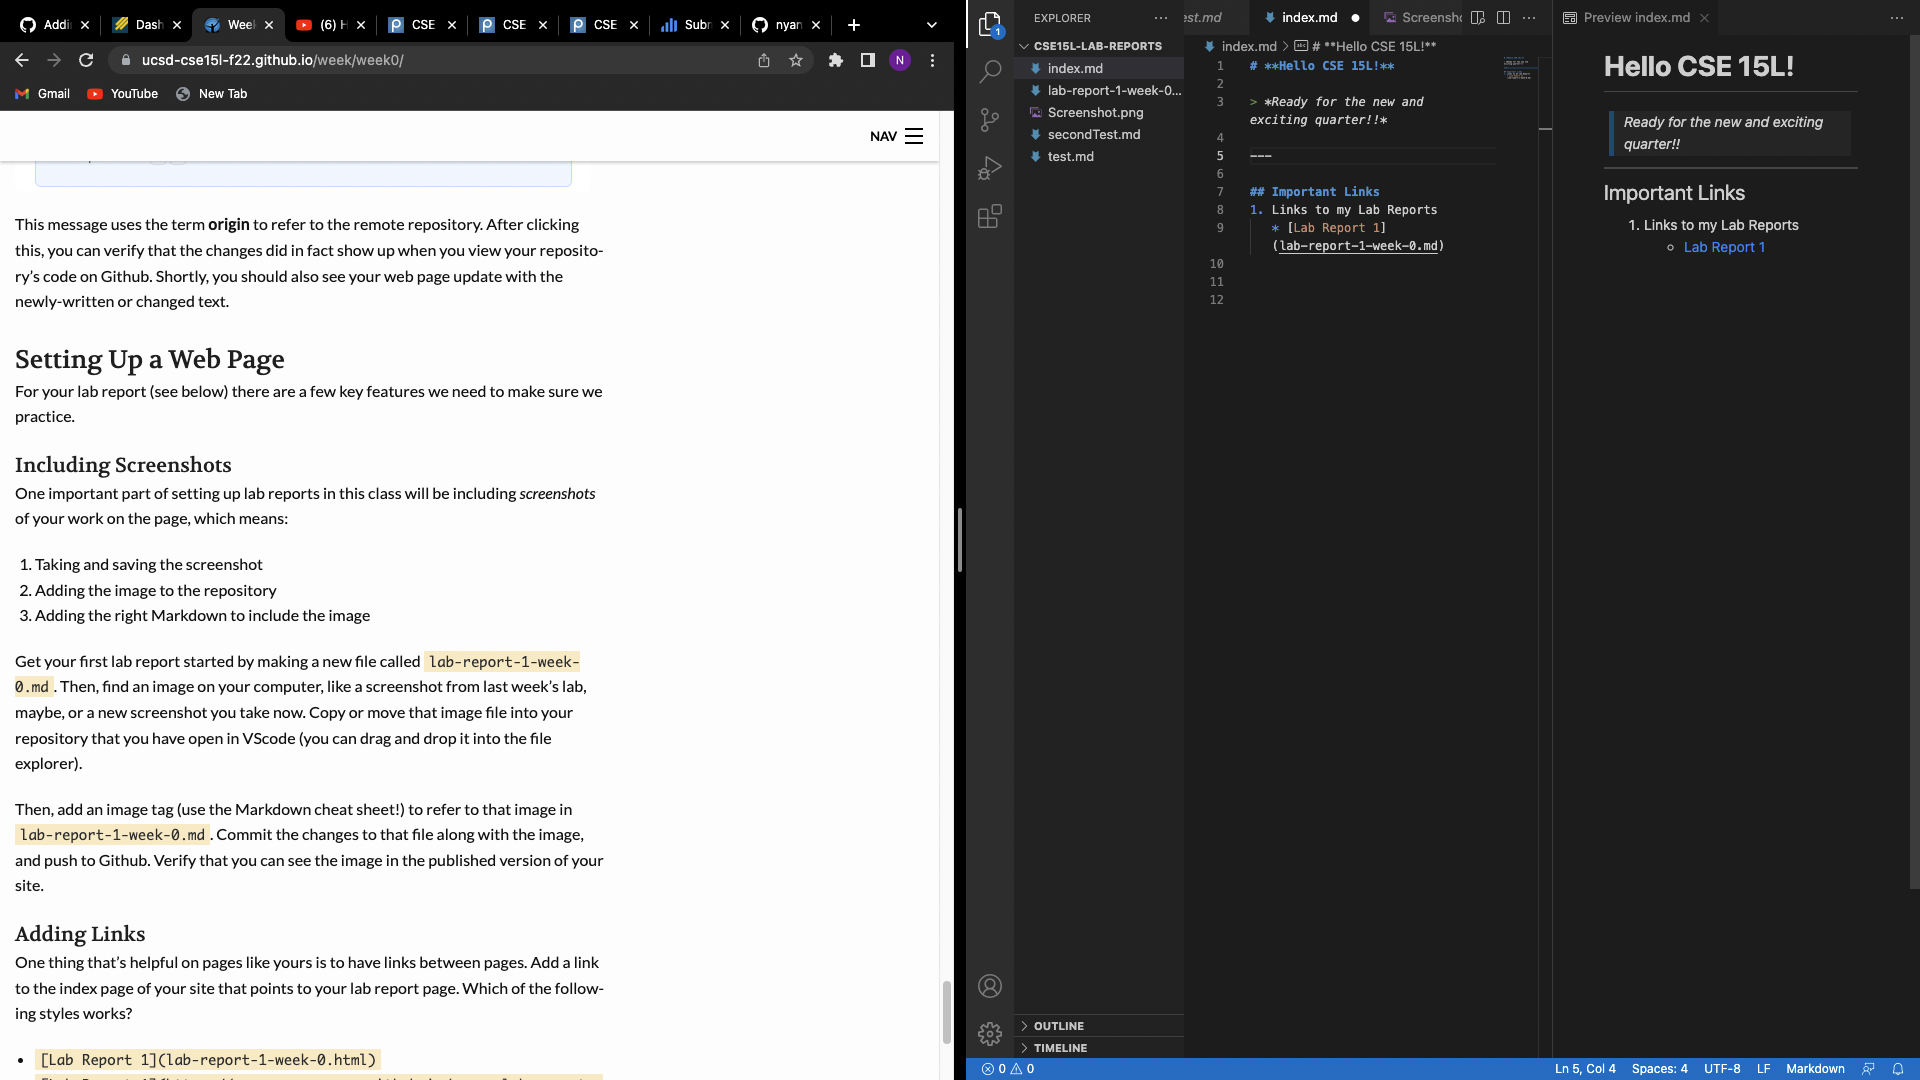 Addi
Dash
Week
(6) H
CSE
CSE
CSE
Subm
nyan
ucsd-cse15l-f22.github.io/week/week0/
N
Gmail
YouTube
New Tab
NAV
This message uses the term origin to refer to the remote repository. After clicking
this, you can verify that the changes did in fact show up when you view your reposito-
ry’s code on Github. Shortly, you should also see your web page update with the
newly-written or changed text.
Setting Up a Web Page
For your lab report (see below) there are a few key features we need to make sure we
practice.
Including Screenshots
One important part of setting up lab reports in this class will be including screenshots
of your work on the page, which means:
1. Taking and saving the screenshot
2. Adding the image to the repository
3. Adding the right Markdown to include the image
Get your first lab report started by making a new file called lab-report-1-week-
0.md . Then, find an image on your computer, like a screenshot from last week’s lab,
maybe, or a new screenshot you take now. Copy or move that image file into your
repository that you have open in VScode (you can drag and drop it into the file
explorer).
Then, add an image tag (use the Markdown cheat sheet!) to refer to that image in
lab-report-1-week-0.md . Commit the changes to that file along with the image,
and push to Github. Verify that you can see the image in the published version of your
site.
Adding Links
One thing that’s helpful on pages like yours is to have links between pages. Add a link
to the index page of your site that points to your lab report page. Which of the follow-
ing styles works?
• [Lab Report 1](lab-report-1-week-0.html)
1
EXPLORER
CSE15L-LAB-REPORTS
index.md
lab-report-1-week-0...
Screenshot.png
secondTest.md
test.md
OUTLINE
TIMELINE
est.md
index.md
Screensho
index.md > # **Hello CSE 15L!**
1 # **Hello CSE 15L!**
2
3 > *Ready for the new and
exciting quarter!!*
4
5 ---
6
7 ## Important Links
8 1. Links to my Lab Reports
9 * [Lab Report 1]
(lab-report-1-week-0.md)
10
11
12
Preview index.md
Hello CSE 15L!
Ready for the new and exciting
quarter!!
Important Links
1. Links to my Lab Reports
Lab Report 1
0 0
Ln 5, Col 4
Spaces: 4
UTF-8
LF
Markdown